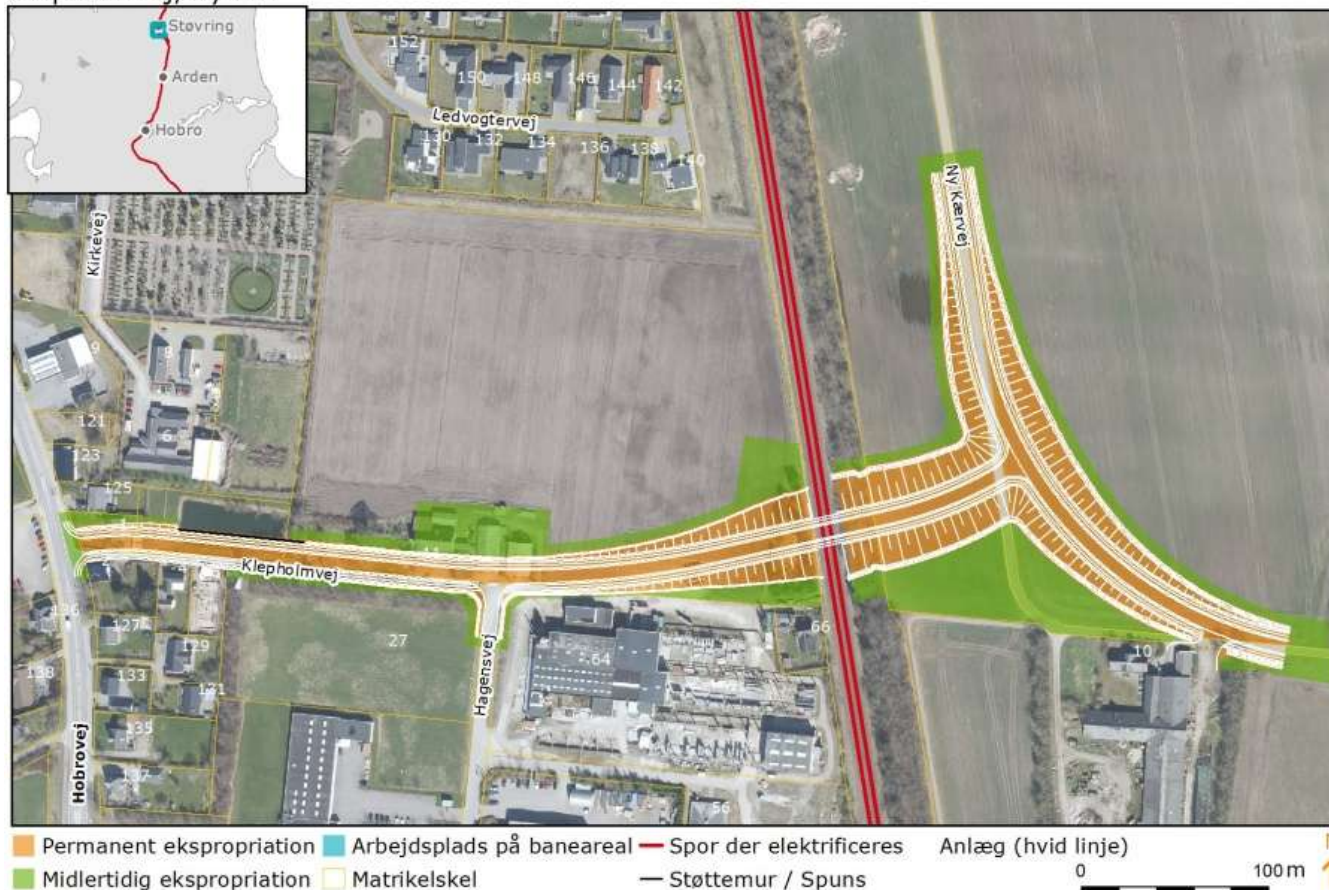 Støvring
Arden
Hobro
152
150
148
146
144
142
Ledvogtervej
130
132
134
136
138
140
Kirkevej
Ny Kærvej
9
8
6
121
123
125
Klepholmvej
136
127
129
27
66
64
10
138
133
131
Hagensvej
135
Hobrovej
137
56
Permanent ekspropriation
Arbejdsplads på baneareal
Spor der elektrificeres
Anlæg (hvid linje)
Midlertidig ekspropriation
Matrikelskel
Støttemur / Spuns
0
100 m